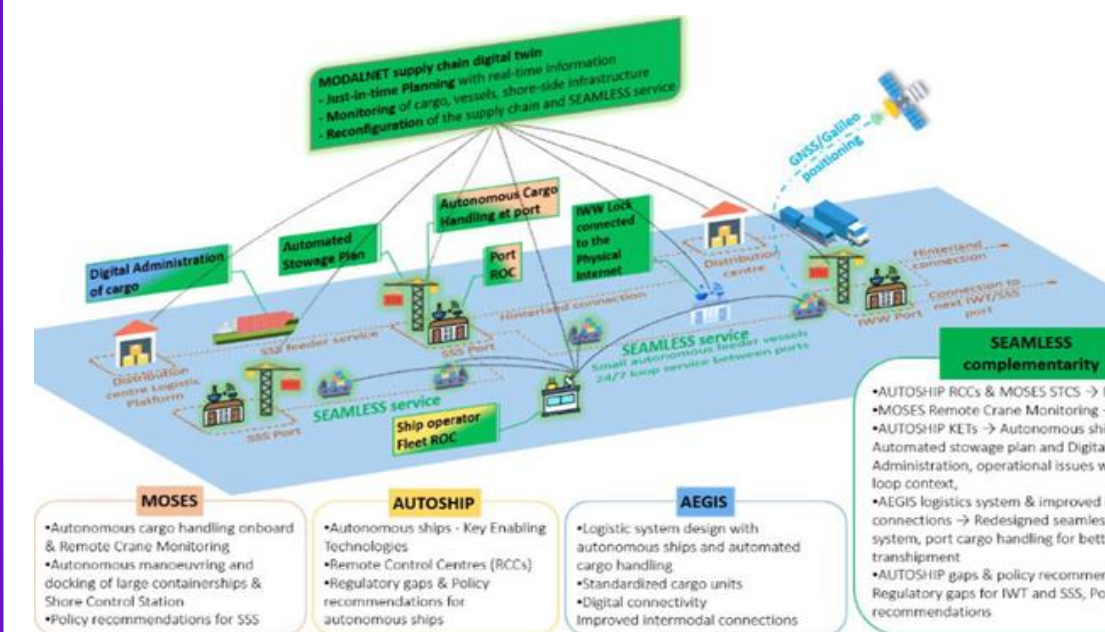 MODALNET supply chain digital twin
- Just-in-time Planning with real-time information
- Monitoring of cargo, vessels, shore-side infrastructure
- Reconfiguration of the supply chain and SEAMLESS service
GNSS/Galileo
positioning
Autonomous Cargo
Handling at port
IWW Lock
connected
to the
Physical
Internet
Automated
Stowage Plan
Port
ROC
Digital Administration
of cargo
Distribution
centre
Hinterland
connection
Hinterland connection
Connection to
next IWT/SSS
port
IWW Port
SSS feeder service
SSS Port
SEAMLESS service
Small autonomous feeder vessels
24/7 loop service between ports
Distribution
centre Logistic
Platform
SEAMLESS service
SSS Port
Ship operator
Fleet ROC
SEAMLESS
complementarity
•AUTOSHIP RCCs & MOSES STCS →
•MOSES Remote Crane Monitoring
•AUTOSHIP KETs → Autonomous shi
Automated stowage plan and Digita
Administration, operational issues w
loop context,
•AEGIS logistics system & improved
connections → Redesigned seamles
system, port cargo handling for bett
transhipment
•AUTOSHIP gaps & policy recommen
Regulatory gaps for IWT and SSS, Po
recommendations
MOSES
•Autonomous cargo handling onboard
& Remote Crane Monitoring
•Autonomous manoeuvring and
docking of large containerships &
Shore Control Station
•Policy recommendations for SSS
AUTOSHIP
•Autonomous ships - Key Enabling
Technologies
•Remote Control Centres (RCCs)
•Regulatory gaps & Policy
recommendations for
autonomous ships
AEGIS
•Logistic system design with
autonomous ships and automated
cargo handling
•Standardized cargo units
•Digital connectivity
Improved intermodal connections